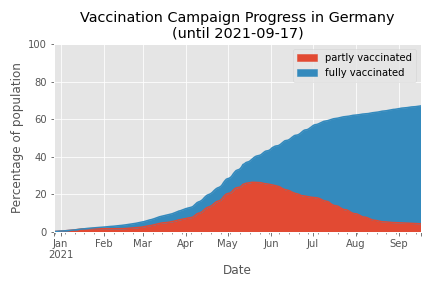 Vaccination Campaign Progress in Germany
(until 2021-09-17)
partly vaccinated
fully vaccinated
Percentage of population
100
80
60
40
20
0
Jan Feb Mar Apr May Jun Jul Aug Sep
2021
Date